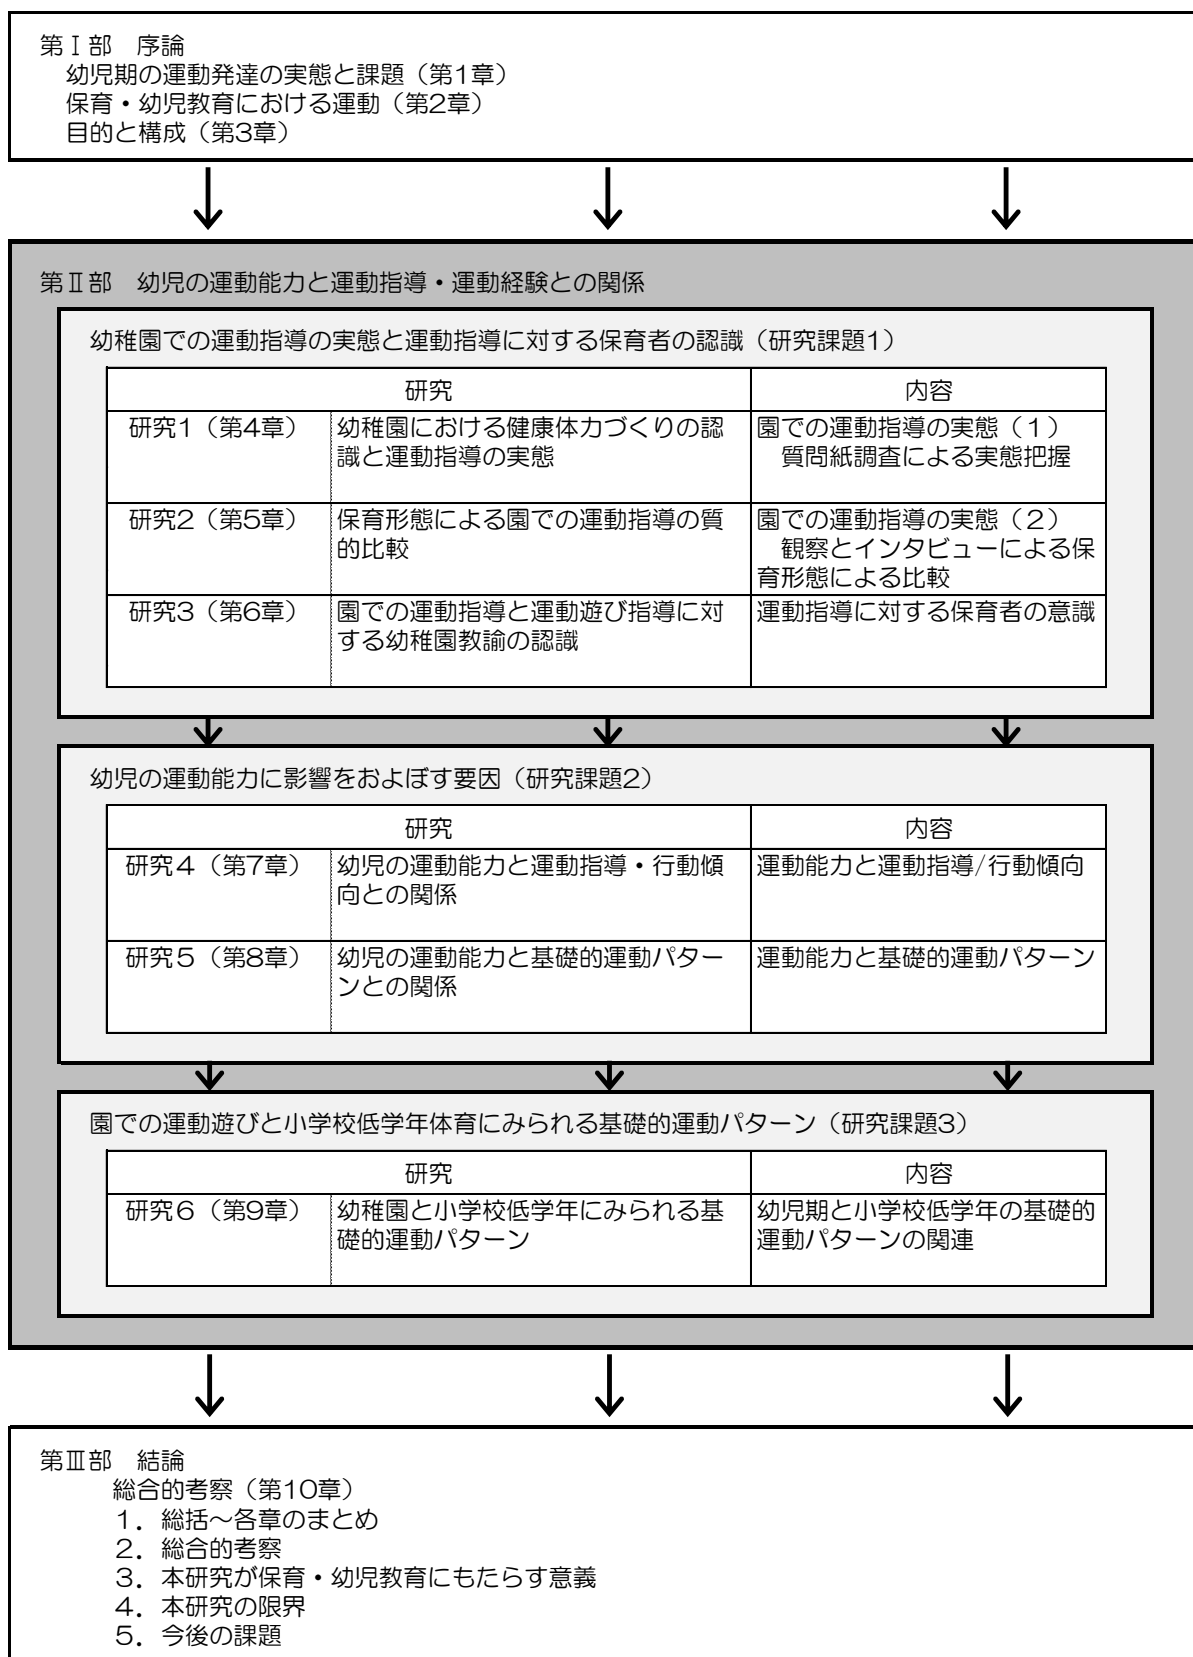 第Ⅰ部　序論
幼児期の運動発達の実態と課題（第1章）
保育・幼児教育における運動（第2章）
目的と構成（第3章）
第Ⅱ部　幼児の運動能力と運動指導・運動経験との関係
幼稚園での運動指導の実態と運動指導に対する保育者の認識（研究課題1）
研究
内容
研究1（第4章）
幼稚園における健康体力づくりの認
識と運動指導の実態
園での運動指導の実態（1）
質問紙調査による実態把握
研究2（第5章）
保育形態による園での運動指導の質
的比較
園での運動指導の実態（2）
観察とインタビューによる保
育形態による比較
研究3（第6章）
園での運動指導と運動遊び指導に対
する幼稚園教諭の認識
運動指導に対する保育者の意識
幼児の運動能力に影響をおよぼす要因（研究課題2）
研究
内容
研究4（第7章）
幼児の運動能力と運動指導・行動傾
向との関係
運動能力と運動指導/行動傾向
研究5（第8章）
幼児の運動能力と基礎的運動パター
ンとの関係
運動能力と基礎的運動パターン
園での運動遊びと小学校低学年体育にみられる基礎的運動パターン（研究課題3）
研究
内容
研究6（第9章）
幼稚園と小学校低学年にみられる基
礎的運動パターン
幼児期と小学校低学年の基礎的
運動パターンの関連
第Ⅲ部　結論
総合的考察（第10章）
1．総括～各章のまとめ
2．総合的考察
3．本研究が保育・幼児教育にもたらす意義
4．本研究の限界
5．今後の課題